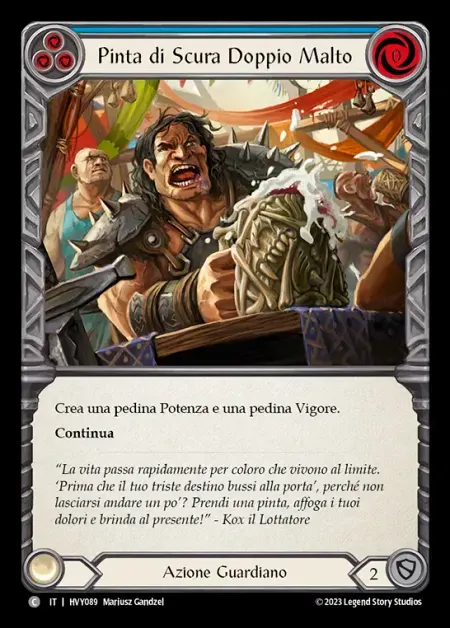 Pinta di Scura Doppio Malto
0
Crea una pedina Potenza e una pedina Vigore.
Continua
“La vita passa rapidamente per coloro che vivono al limite.
‘Prima che il tuo triste destino bussi alla porta’, perché non
lasciarsi andare un po’? Prendi una pinta, affoga i tuoi
dolori e brinda al presente!” - Kox il Lottatore
Azione Guardiano
2
C IT | HVY089 Mariusz Gandzel
© 2023 Legend Story Studios